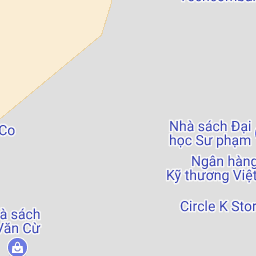 Co
Nhà sách Đại
học Sư phạm
Ngân hàng
Kỹ thương Việt
Circle K Stor
sách
Văn Cừ